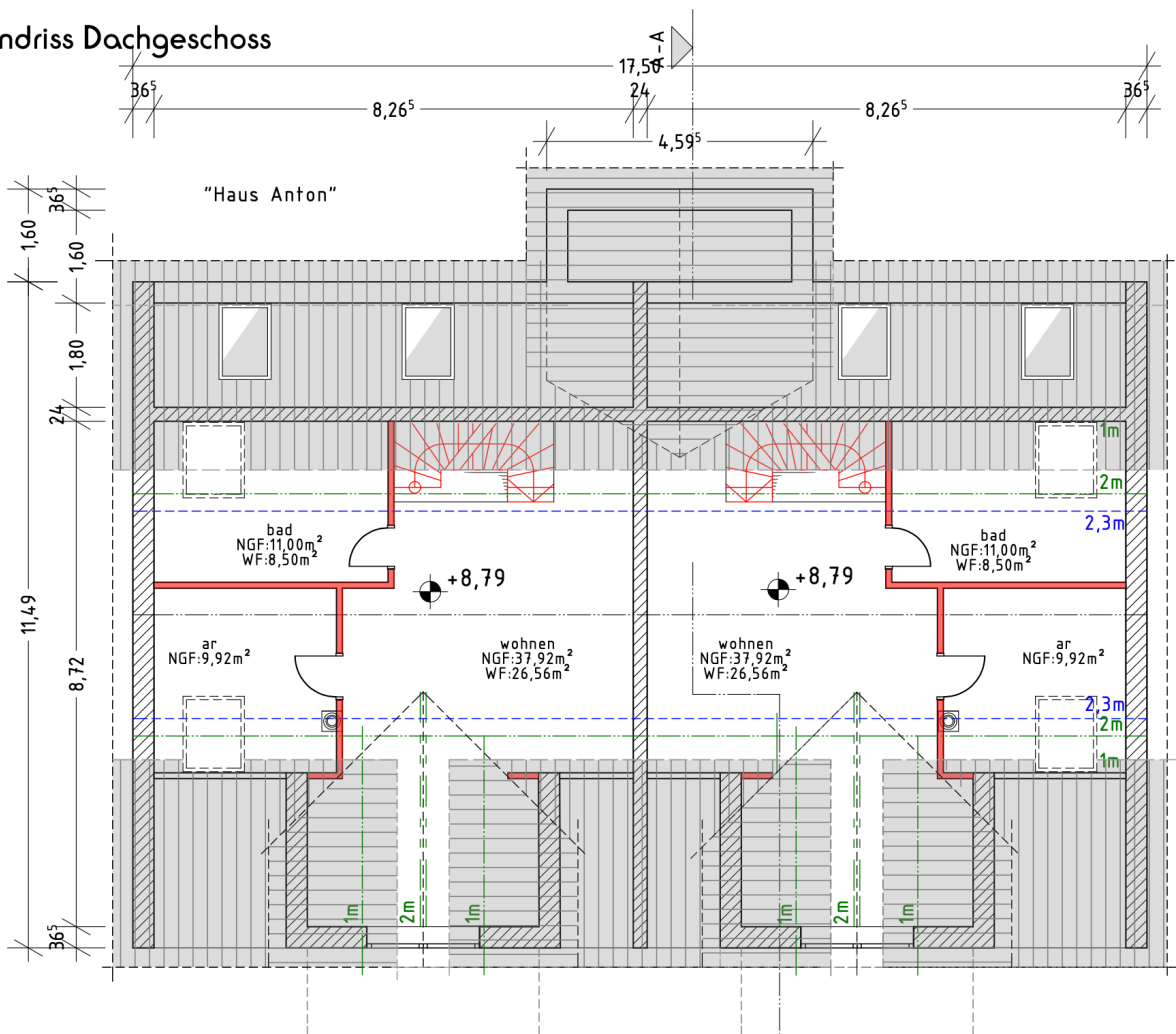 ndriss Dachgeschoss
A-A
17,50
36⁵
8,26⁵
24
8,26⁵
36⁵
4,59⁵
"Haus Anton"
36⁵
1,60
1,60
1,80
24
11,49
8,72
36⁵
1m
2m
2,3m
bad
NGF:11,00m²
WF:8,50m²
bad
NGF:11,00m²
WF:8,50m²
+8,79
+8,79
ar
NGF:9,92m²
wohnen
NGF:37,92m²
WF:26,56m²
wohnen
NGF:37,92m²
WF:26,56m²
ar
NGF:9,92m²
2,3m
2m
1m
1m
2m
1m
1m
2m
1m